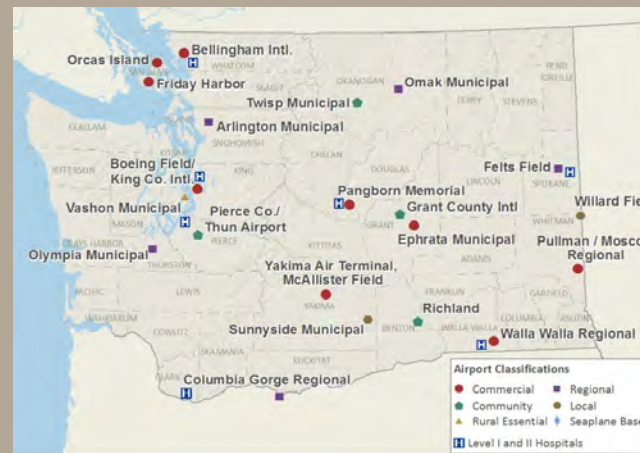 Bellingham Intl.
Orcas Island
WHATCOM
SAN JUAN
Friday Harbor
SKAGIT
OKANOGAN
Omak Municipal
PEND
OREILLE
FERRY
STEVENS
Twisp Municipal
ISLAND
Arlington Municipal
CLALLAM
SNOHOMISH
CHELAN
JEFFERSON
KITSAP
Boeing Field/
King Co. Intl.
KING
DOUGLAS
Felts Field
LINCOLN
SPOKANE
Pangborn Memorial
Vashon Municipal
MASON
Pierce Co./
Thun Airport
PIERCE
GRANT
Grant County Intl
Willard Fie
WHITMAN
GRAYS HARBOR
KITTITAS
Ephrata Municipal
Pullman / Mosco
Regional
Olympia Municipal
THURSTON
ADAMS
Yakima Air Terminal,
McAllister Field
PACIFIC
LEWIS
YAKIMA
FRANKLIN
GARFIELD
Richland
WAHKIAKUM
COWLITZ
Sunnyside Municipal
BENTON
WALLA WALLA
COLUMBIA
ASOTIN
Walla Walla Regional
SKAMANIA
KLICKITAT
CLARK
Columbia Gorge Regional
H
Airport Classifications
Commercial
Regional
Community
Local
Rural Essential
Seaplane Base
H Level I and II Hospitals